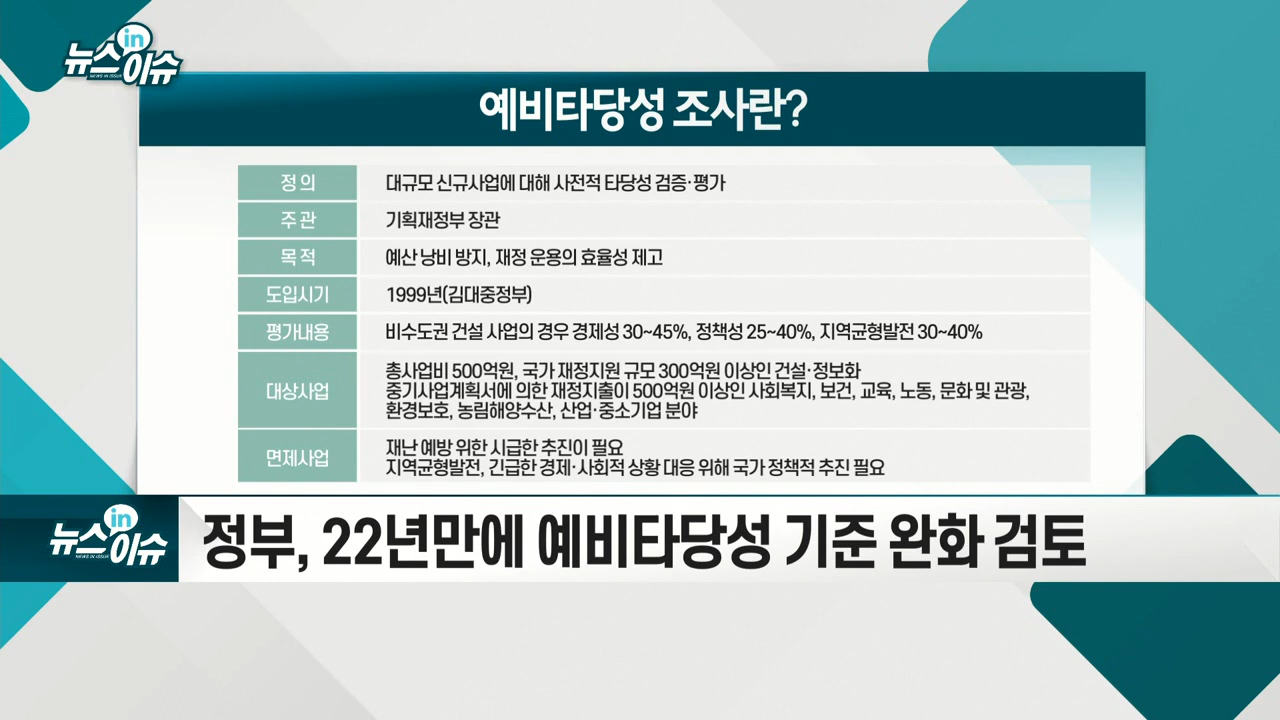 뉴스in이슈
NEWS IN ISSUE
예비타당성 조사란?
정 의 대규모 신규사업에 대해 사전적 타당성 검증·평가
주 관 기획재정부 장관
목 적 예산 낭비 방지, 재정 운용의 효율성 제고
도입시기 1999년(김대중정부)
평가내용 비수도권 건설 사업의 경우 경제성 30~45%, 정책성 25~40%, 지역균형발전 30~40%
대상사업 총사업비 500억원, 국가 재정지원 규모 300억원 이상인 건설·정보화
중기사업계획서에 의한 재정지출이 500억원 이상인 사회복지, 보건, 교육, 노동, 문화 및 관광,
환경보호, 농림해양수산, 산업·중소기업 분야
면제사업 재난 예방 위한 시급한 추진이 필요
지역균형발전, 긴급한 경제·사회적 상황 대응 위해 국가 정책적 추진 필요
뉴스in이슈
NEWS IN ISSUE
정부, 22년만에 예비타당성 기준 완화 검토